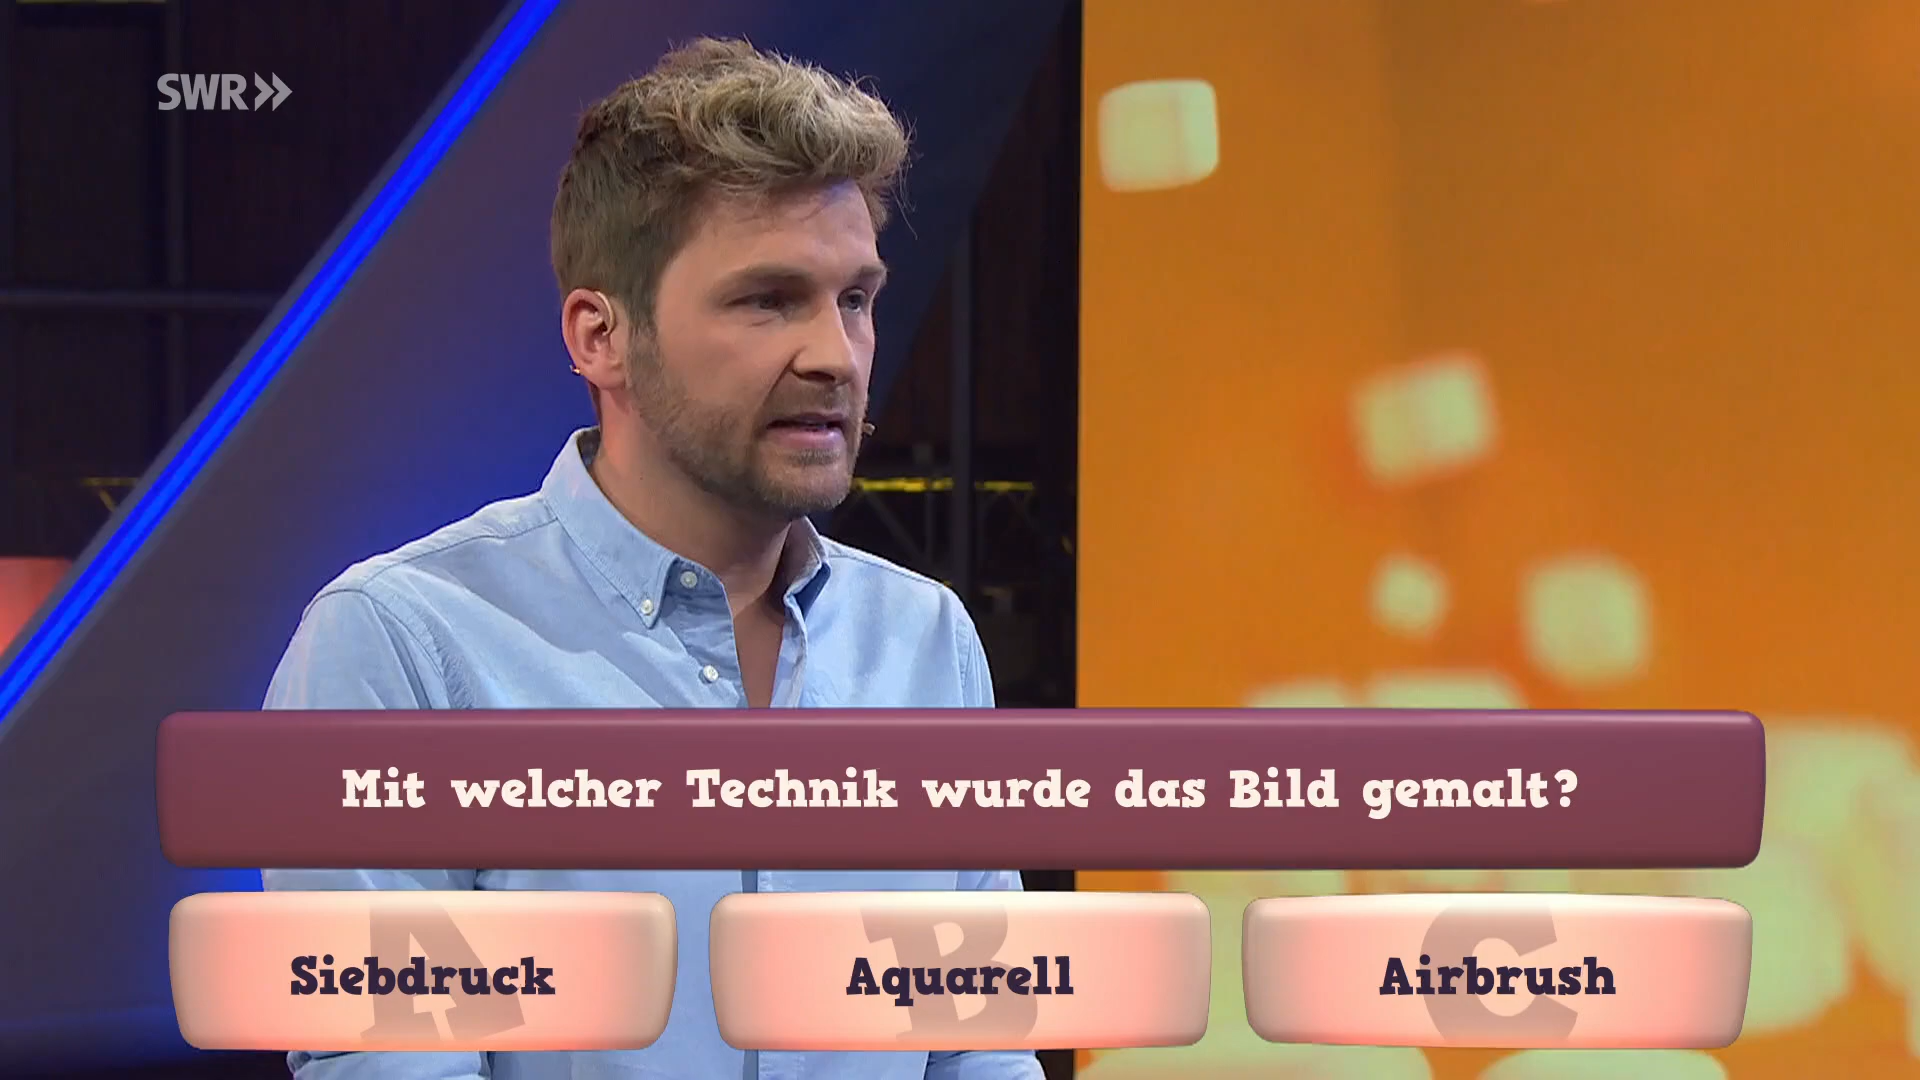 SWR»
Mit welcher Technik wurde das Bild gemalt?
A Siebdruck
B Aquarell
C Airbrush